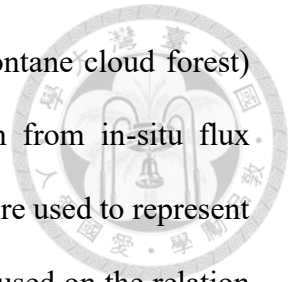 ontane cloud forest)
from in-situ flux
re used to represent
used on the relation